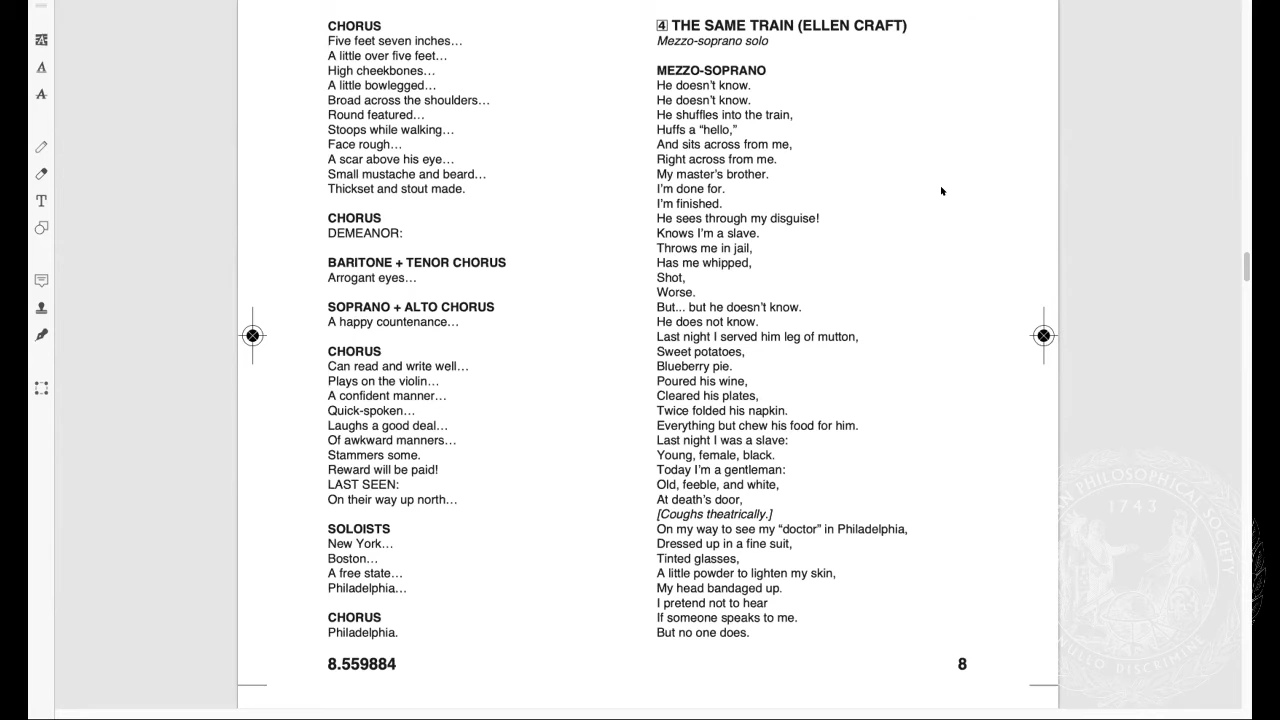 CHORUS
Five feet seven inches…
A little over five feet…
High cheekbones…
A little bowlegged…
Broad across the shoulders…
Round featured…
Stoops while walking…
Face rough…
A scar above his eye…
Small mustache and beard…
Thickset and stout made.
CHORUS
DEMEANOR:
BARITONE + TENOR CHORUS
Arrogant eyes…
SOPRANO + ALTO CHORUS
A happy countenance…
CHORUS
Can read and write well…
Plays on the violin…
A confident manner…
Quick-spoken…
Laughs a good deal…
Of awkward manners…
Stammers some.
Reward will be paid!
LAST SEEN:
On their way up north…
SOLOISTS
New York…
Boston…
A free state…
Philadelphia…
CHORUS
Philadelphia.
8.559884
4 THE SAME TRAIN (ELLEN CRAFT)
Mezzo-soprano solo
MEZZO-SOPRANO
He doesn’t know.
He doesn’t know.
He shuffles into the train,
Huffs a “hello,”
And sits across from me,
Right across from me.
My master’s brother.
I’m done for.
I’m finished.
He sees through my disguise!
Knows I’m a slave.
Throws me in jail,
Has me whipped,
Shot,
Worse.
But... but he doesn’t know.
He does not know.
Last night I served him leg of mutton,
Sweet potatoes,
Blueberry pie.
Poured his wine,
Cleared his plates,
Twice folded his napkin.
Everything but chew his food for him.
Last night I was a slave:
Young, female, black.
Today I’m a gentleman:
Old, feeble, and white,
At death’s door,
[Coughs theatrically.]
On my way to see my “doctor” in Philadelphia,
Dressed up in a fine suit,
Tinted glasses,
A little powder to lighten my skin,
My head bandaged up.
I pretend not to hear
If someone speaks to me.
But no one does.
8
PHILOSOPHICAL SOCIETY
1743
NULLO DISCRIMINE